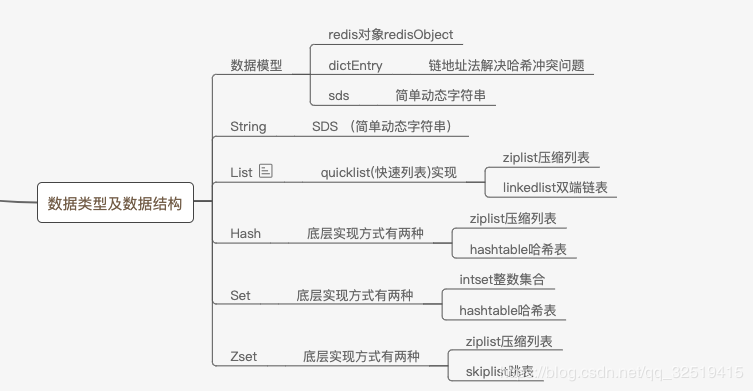 数据类型及数据结构
数据模型
redis对象redisObject
dictEntry 链地址法解决哈希冲突问题
sds 简单动态字符串
String SDS （简单动态字符串）
List quicklist(快速列表)实现
ziplist压缩列表
linkedlist双端链表
Hash 底层实现方式有两种
ziplist压缩列表
hashtable哈希表
Set 底层实现方式有两种
intset整数集合
hashtable哈希表
Zset 底层实现方式有两种
ziplist压缩列表
skiplist跳表
blog.csdn.net/qq_32519415